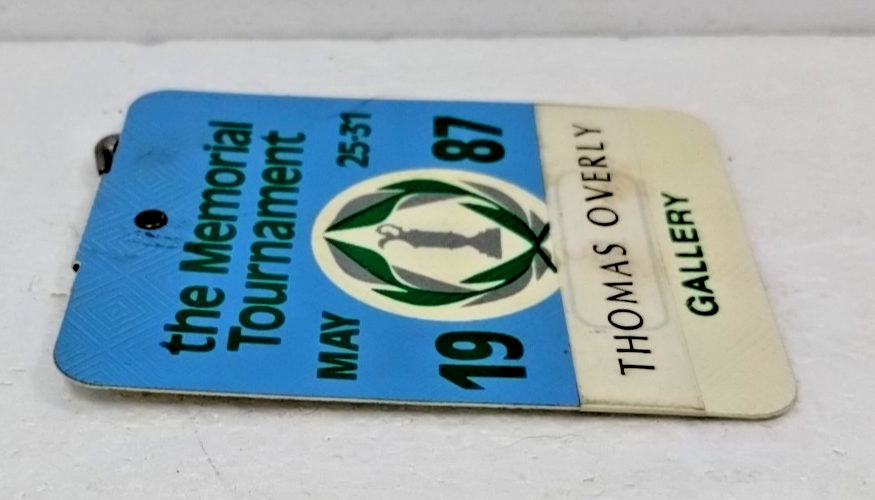 the Memorial
Tournament
MAY 25-31
19 87
THOMAS OVERLY
GALLERY